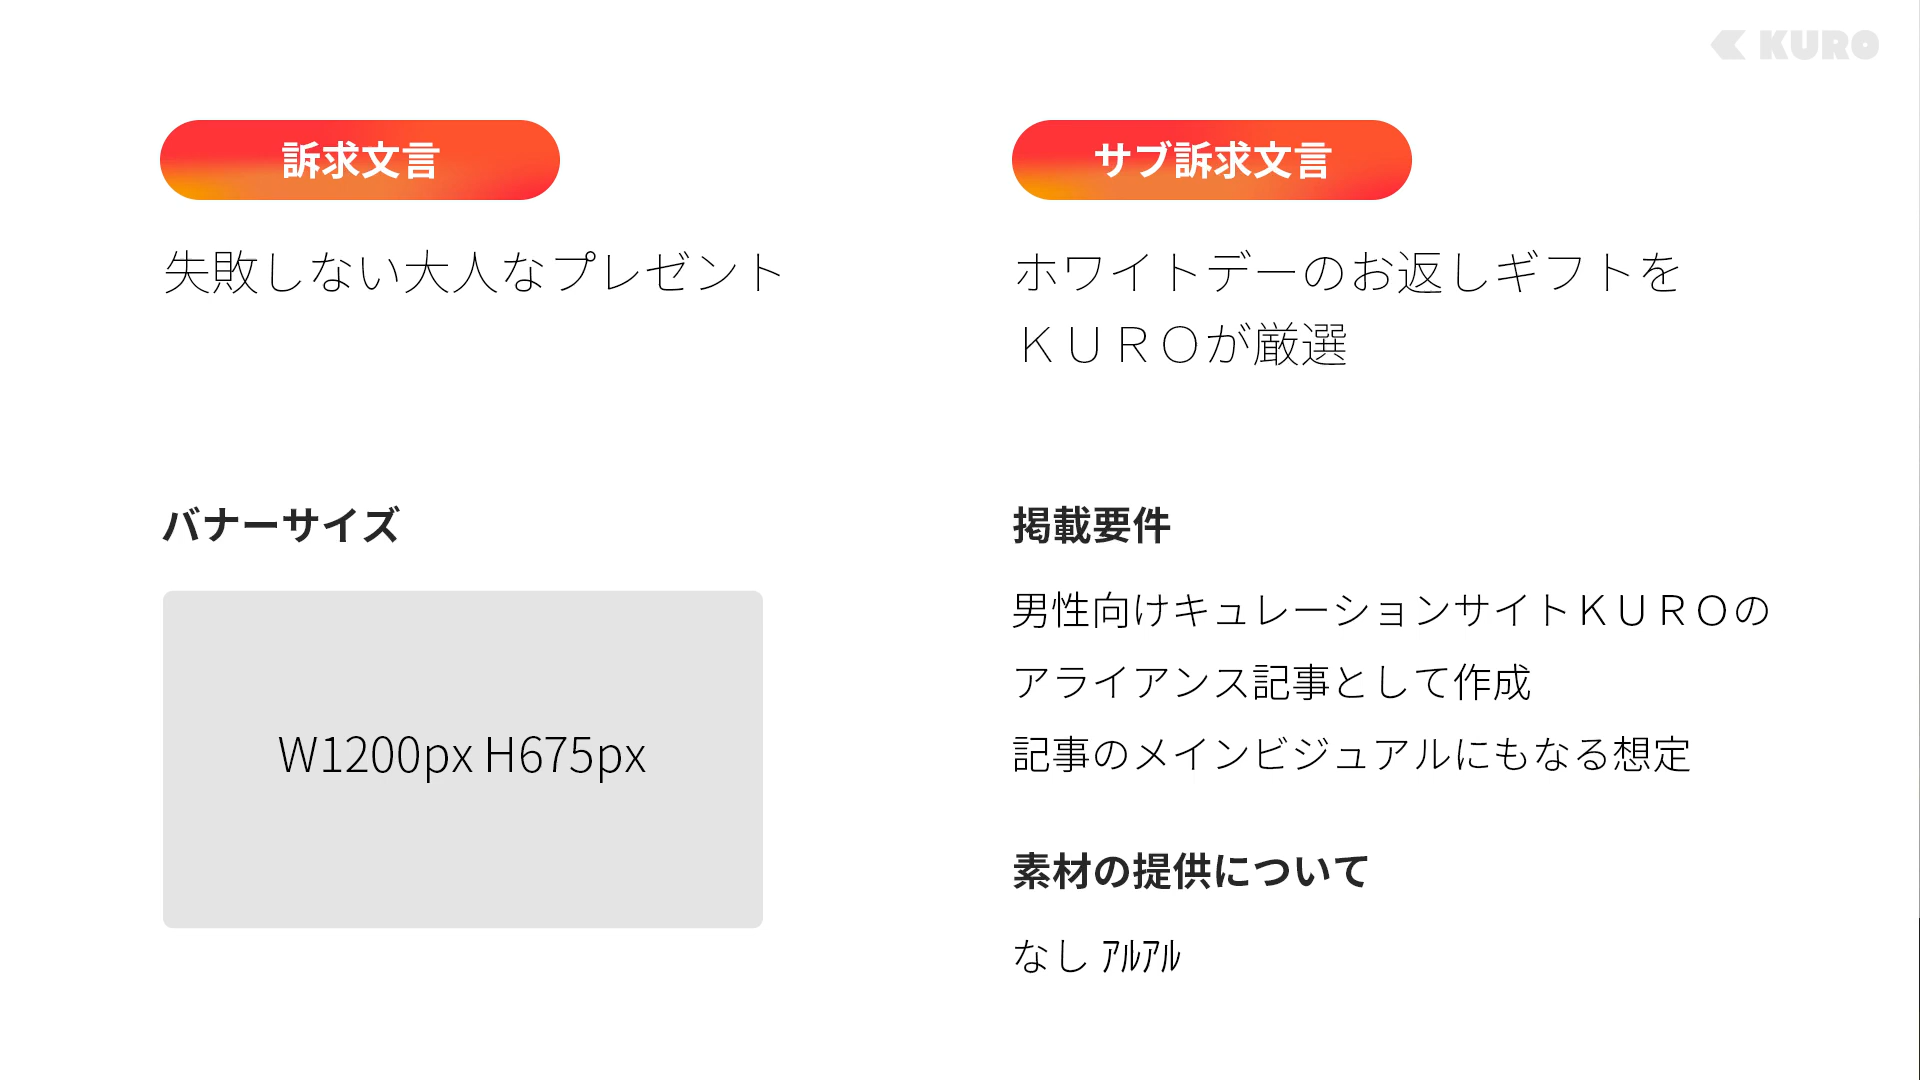 KURO
訴求文言
失敗しない大人なプレゼント
サブ訴求文言
ホワイトデーのお返しギフトを
ＫＵＲＯが厳選
バナーサイズ
W1200px H675px
掲載要件
男性向けキュレーションサイトＫＵＲＯの
アライアンス記事として作成
記事のメインビジュアルにもなる想定
素材の提供について
なし ｱﾙｱﾙ